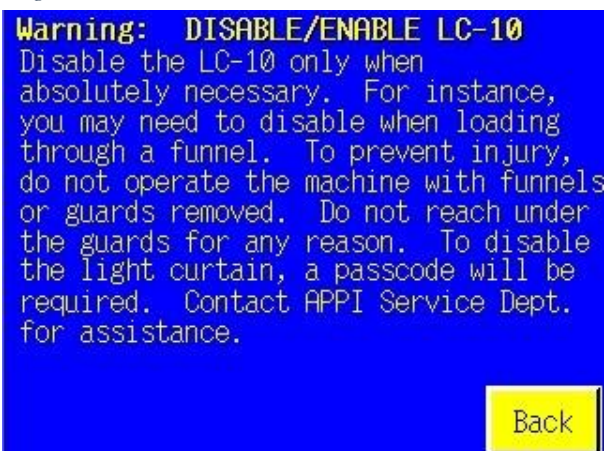 Warning:  DISABLE/ENABLE LC-10
Disable the LC-10 only when
absolutely necessary.  For instance,
you may need to disable when loading
through a funnel.  To prevent injury,
do not operate the machine with funnels
or guards removed.  Do not reach under
the guards for any reason.  To disable
the light curtain, a passcode will be
required.  Contact APPI Service Dept.
for assistance.
Back